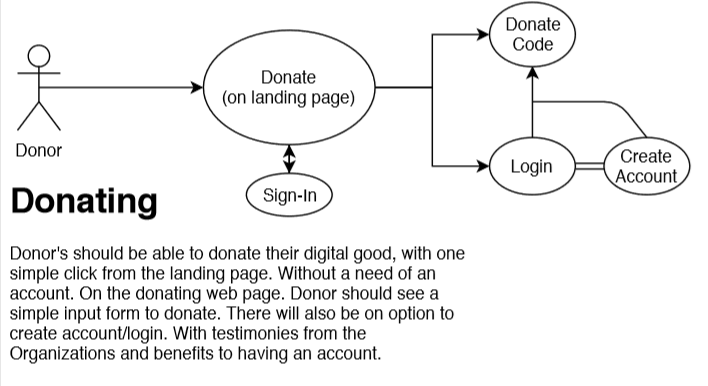 Donate
Code
Donate
(on landing page)
Donor
Login
Create
Account
Sign-In
Donating
Donor's should be able to donate their digital good, with one
simple click from the landing page. Without a need of an
account. On the donating web page. Donor should see a
simple input form to donate. There will also be on option to
create account/login. With testimonies from the
Organizations and benefits to having an account.